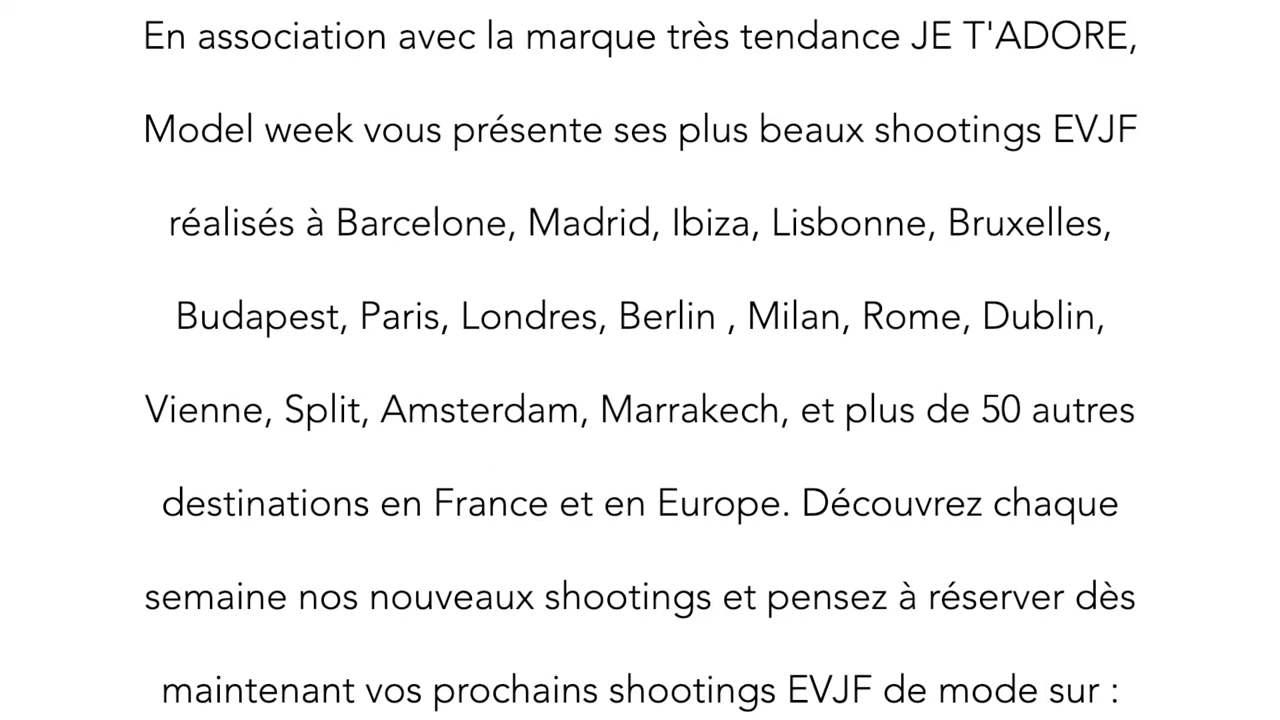 En association avec la marque très tendance JE T'ADORE,
Model week vous présente ses plus beaux shootings EVJF
réalisés à Barcelone, Madrid, Ibiza, Lisbonne, Bruxelles,
Budapest, Paris, Londres, Berlin , Milan, Rome, Dublin,
Vienne, Split, Amsterdam, Marrakech, et plus de 50 autres
destinations en France et en Europe. Découvrez chaque
semaine nos nouveaux shootings et pensez à réserver dès
maintenant vos prochains shootings EVJF de mode sur :